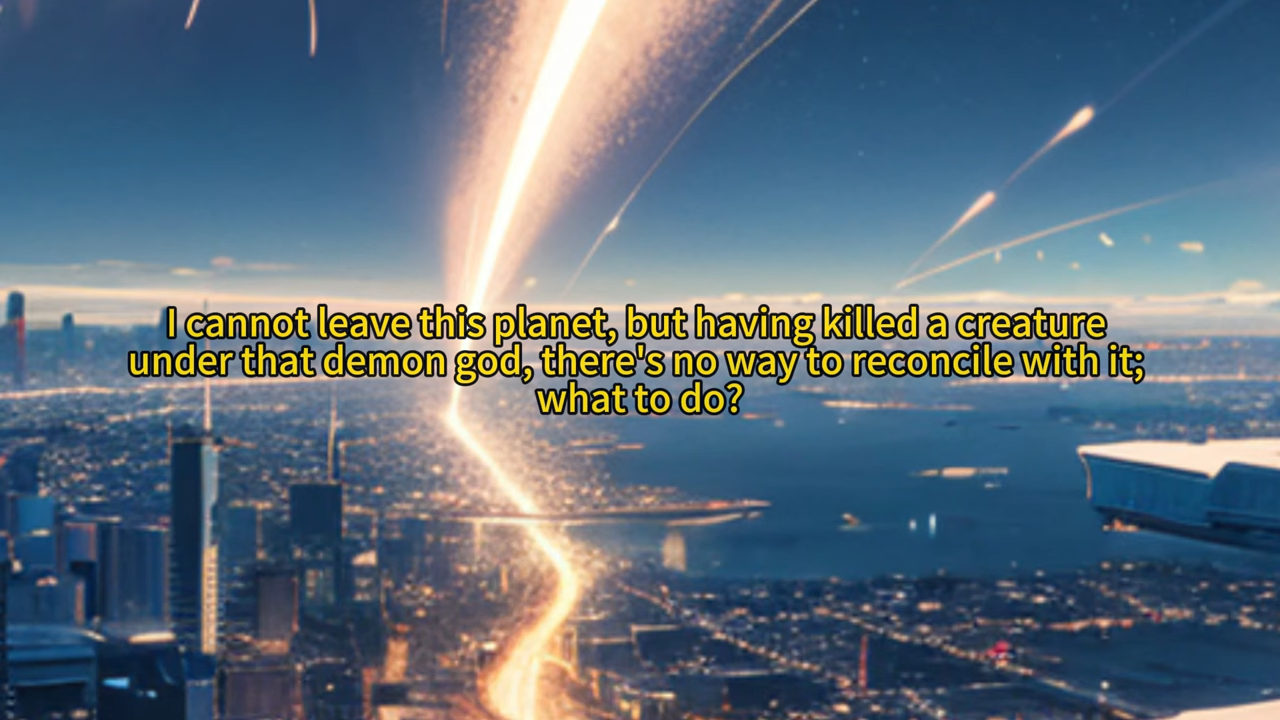 I cannot leave this planet, but having killed a creature
under that demon god, there's no way to reconcile with it;
what to do?